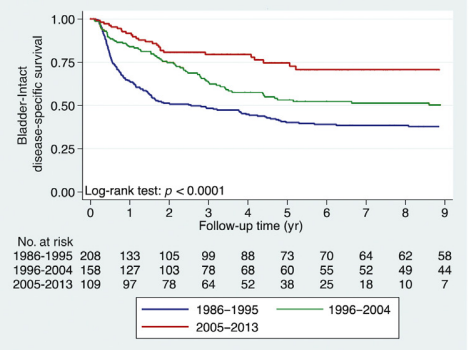 Bladder-Intact
disease-specific survival
1.00
0.75
0.50
0.25
0.00
Log-rank test: p < 0.0001
0 1 2 3 4 5 6 7 8 9
Follow-up time (yr)
No. at risk
1986-1995 208 133 105 99 88 73 70 64 62 58
1996-2004 158 127 103 78 68 60 55 52 49 44
2005-2013 109 97 78 64 52 38 25 18 10 7
1986–1995 1996–2004
2005–2013